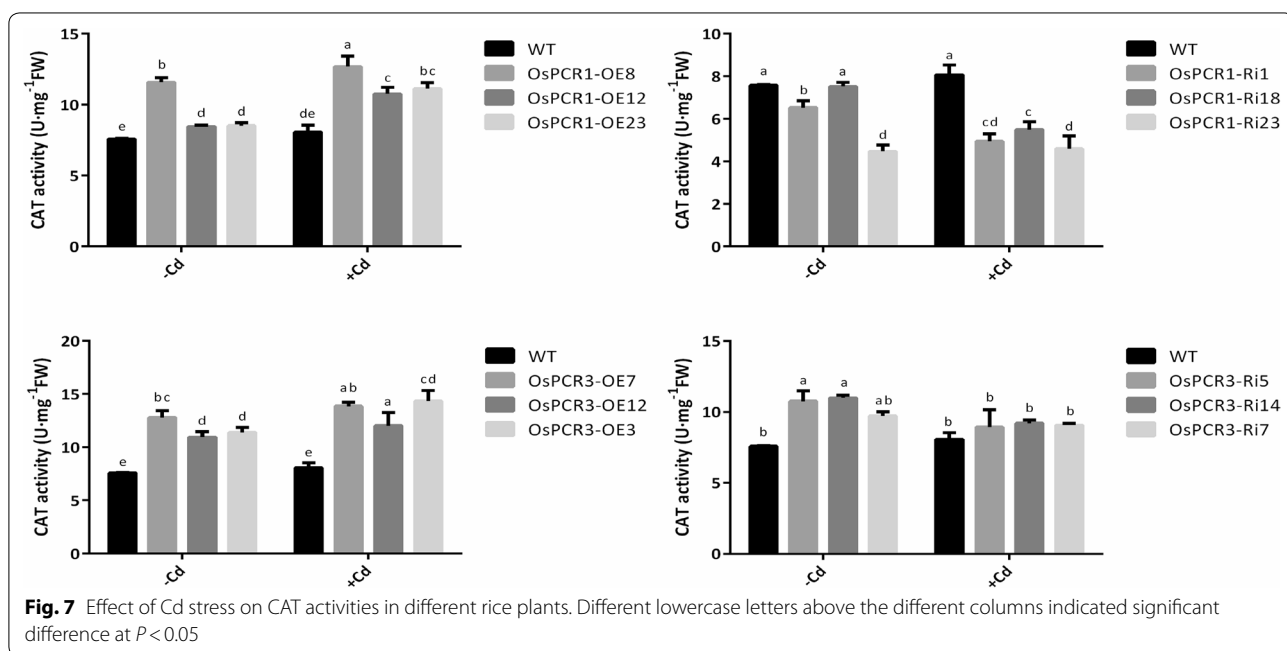 15
10
5
0
CAT activity (U·mg⁻¹FW)
e
b
d
d
de
a
c
bc
-Cd
+Cd
WT
OsPCR1-OE8
OsPCR1-OE12
OsPCR1-OE23
10
8
6
4
2
0
CAT activity (U·mg⁻¹FW)
a
b
a
d
a
cd
c
d
-Cd
+Cd
WT
OsPCR1-Ri1
OsPCR1-Ri18
OsPCR1-Ri23
20
15
10
5
0
CAT activity (U·mg⁻¹FW)
e
bc
d
d
e
ab
a
cd
-Cd
+Cd
WT
OsPCR3-OE7
OsPCR3-OE12
OsPCR3-OE3
15
10
5
0
CAT activity (U·mg⁻¹FW)
b
a
a
ab
b
b
b
b
-Cd
+Cd
WT
OsPCR3-Ri5
OsPCR3-Ri14
OsPCR3-Ri7
Fig. 7 Effect of Cd stress on CAT activities in different rice plants. Different lowercase letters above the different columns indicated significant
difference at P < 0.05